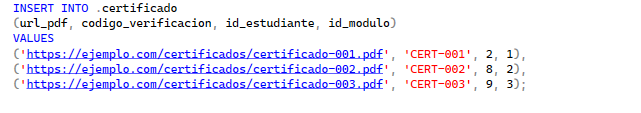 INSERT INTO .certificado
(url_pdf, codigo_verificacion, id_estudiante, id_modulo)
VALUES
('https://ejemplo.com/certificados/certificado-001.pdf', 'CERT-001', 2, 1),
('https://ejemplo.com/certificados/certificado-002.pdf', 'CERT-002', 8, 2),
('https://ejemplo.com/certificados/certificado-003.pdf', 'CERT-003', 9, 3);